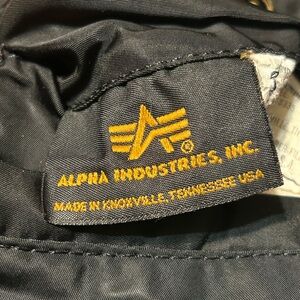 ®
ALPHA INDUSTRIES, INC.
MADE IN KNOXVILLE, TENNESSEE USA